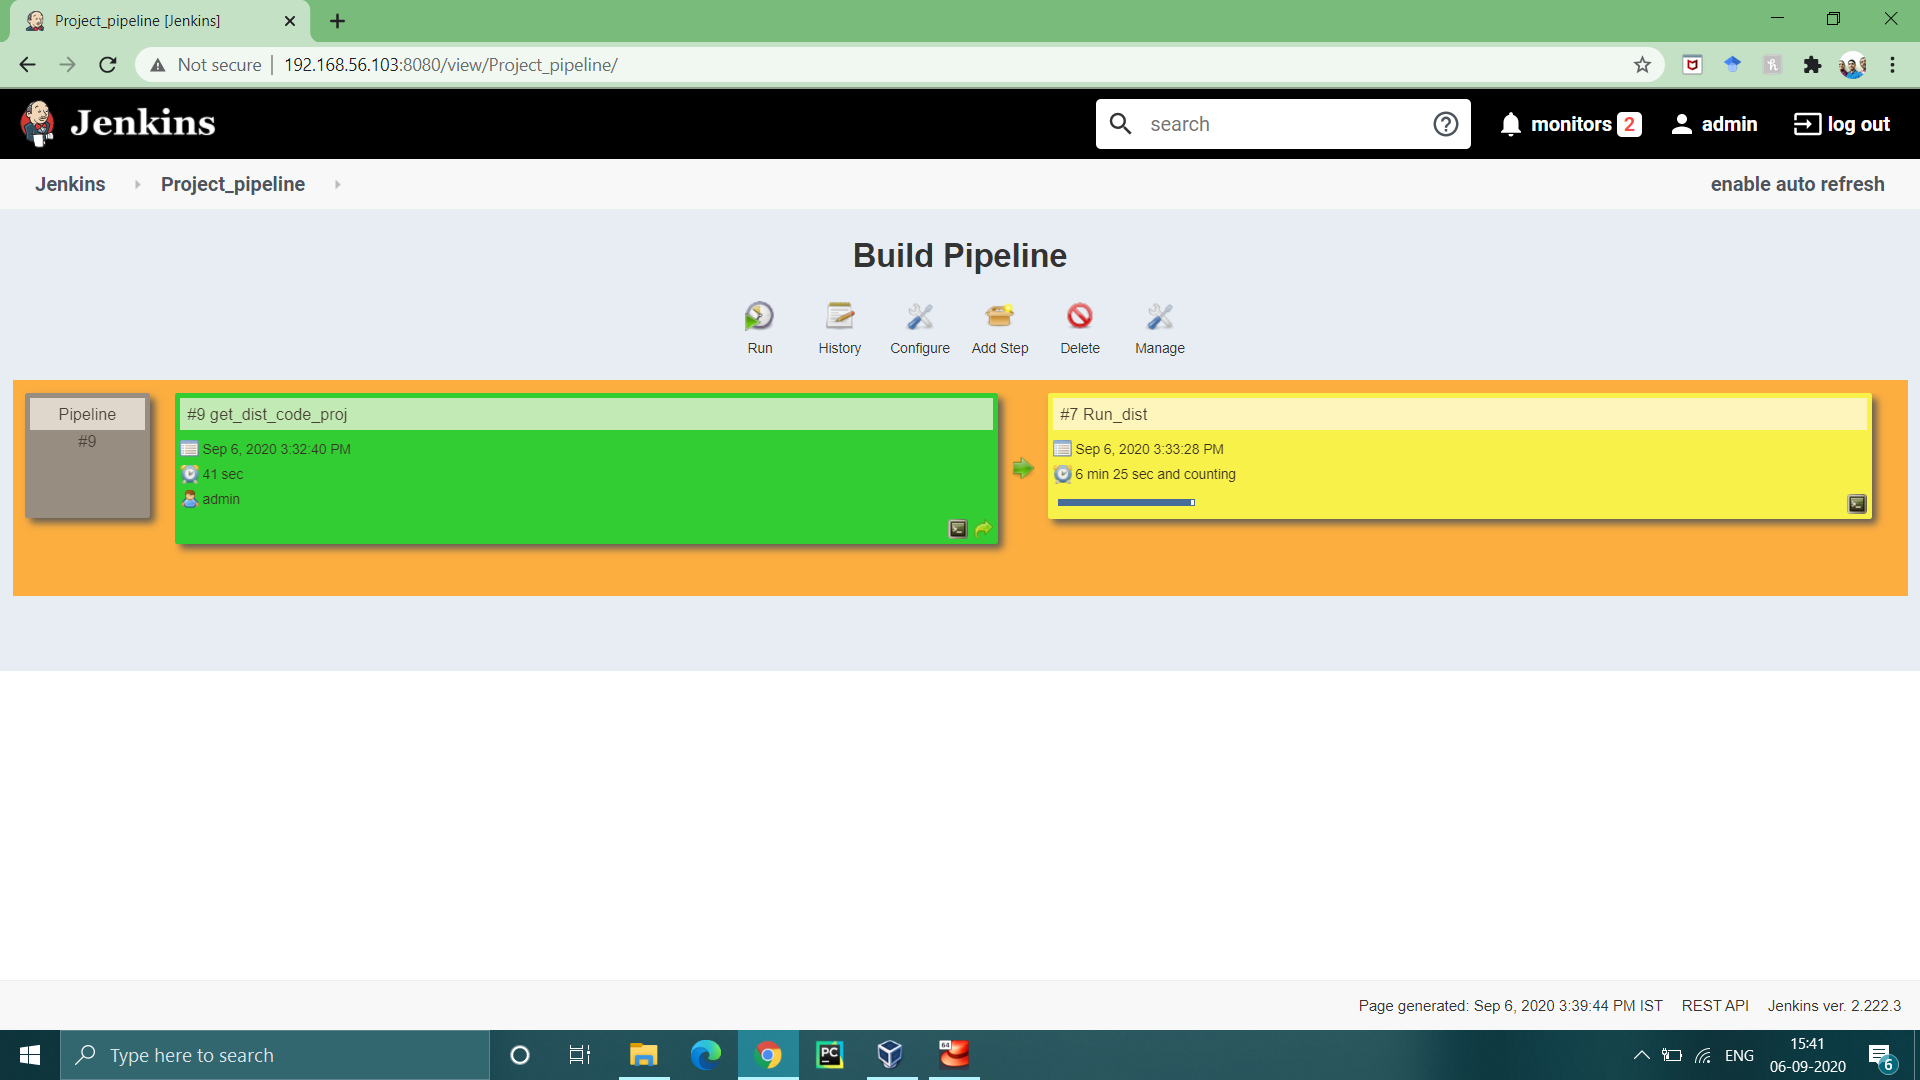 Project_pipeline [Jenkins]
Not secure | 192.168.56.103:8080/view/Project_pipeline/
Jenkins
search
monitors 2
admin
log out
Jenkins
Project_pipeline
enable auto refresh
Build Pipeline
Run
History
Configure
Add Step
Delete
Manage
Pipeline
#9
#9 get_dist_code_proj
Sep 6, 2020 3:32:40 PM
41 sec
admin
#7 Run_dist
Sep 6, 2020 3:33:28 PM
6 min 25 sec and counting
Page generated: Sep 6, 2020 3:39:44 PM IST
REST API
Jenkins ver. 2.222.3
Type here to search
PC
64
ENG
15:41
06-09-2020
6